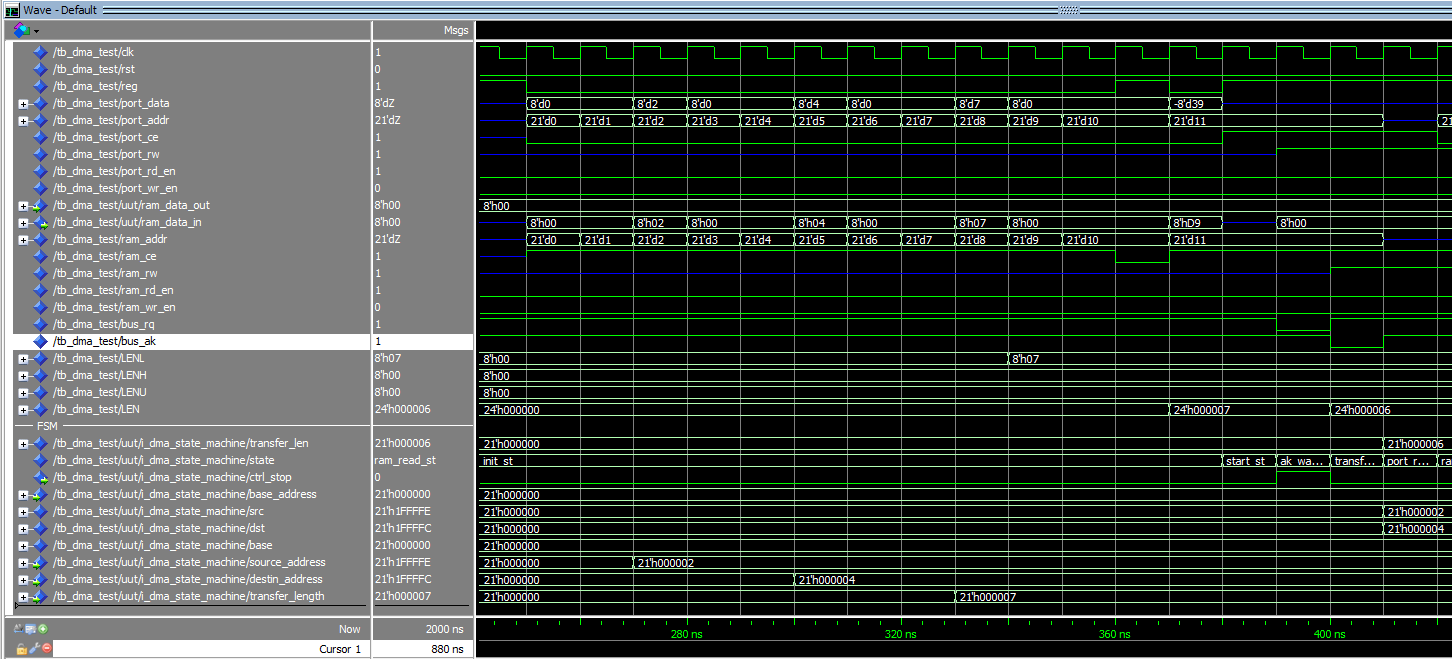 Wave - Default
Msgs
/tb_dma_test/clk 1
/tb_dma_test/rst 0
/tb_dma_test/reg 1
/tb_dma_test/port_data 8'dZ 8'd0 8'd2 8'd0 8'd4 8'd0 8'd7 8'd0 -8'd39
/tb_dma_test/port_addr 21'dZ 21'd0 21'd1 21'd2 21'd3 21'd4 21'd5 21'd6 21'd7 21'd8 21'd9 21'd10 21'd11 21
/tb_dma_test/port_ce 1
/tb_dma_test/port_rw 1
/tb_dma_test/port_rd_en 1
/tb_dma_test/port_wr_en 0
/tb_dma_test/uut/ram_data_out 8'h00 8'h00
/tb_dma_test/uut/ram_data_in 8'h00 8'h00 8'h02 8'h00 8'h04 8'h00 8'h07 8'h00 8'hD9 8'h00
/tb_dma_test/ram_addr 21'dZ 21'd0 21'd1 21'd2 21'd3 21'd4 21'd5 21'd6 21'd7 21'd8 21'd9 21'd10 21'd11
/tb_dma_test/ram_ce 1
/tb_dma_test/ram_rw 1
/tb_dma_test/ram_rd_en 1
/tb_dma_test/ram_wr_en 0
/tb_dma_test/bus_rq 1
/tb_dma_test/bus_ak 1
/tb_dma_test/LENL 8'h07 8'h00 8'h07
/tb_dma_test/LENH 8'h00 8'h00
/tb_dma_test/LENU 8'h00 8'h00
/tb_dma_test/LEN 24'h000006 24'h000000 24'h000007 24'h000006
FSM
/tb_dma_test/uut/i_dma_state_machine/transfer_len 21'h000006 21'h000000 21'h000006
/tb_dma_test/uut/i_dma_state_machine/state ram_read_st init_st start_st ak_wa... transf... port_r... ra
/tb_dma_test/uut/i_dma_state_machine/ctrl_stop 0
/tb_dma_test/uut/i_dma_state_machine/base_address 21'h000000 21'h000000
/tb_dma_test/uut/i_dma_state_machine/src 21'h1FFFFE 21'h000000 21'h000002
/tb_dma_test/uut/i_dma_state_machine/dst 21'h1FFFFC 21'h000000 21'h000004
/tb_dma_test/uut/i_dma_state_machine/base 21'h000000 21'h000000
/tb_dma_test/uut/i_dma_state_machine/source_address 21'h1FFFFE 21'h000000 21'h000002
/tb_dma_test/uut/i_dma_state_machine/destin_address 21'h1FFFFC 21'h000000 21'h000004
/tb_dma_test/uut/i_dma_state_machine/transfer_length 21'h000007 21'h000000 21'h000007
Now 2000 ns 280 ns 320 ns 360 ns 400 ns
Cursor 1 880 ns